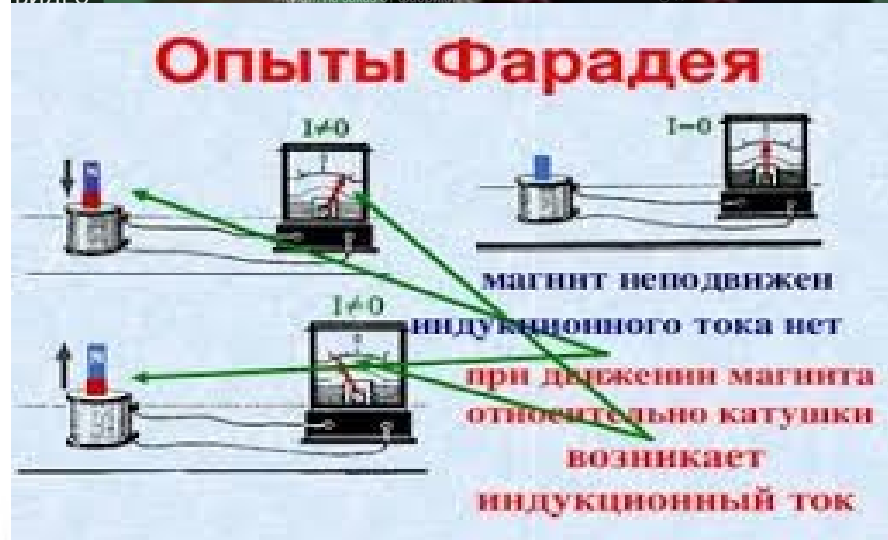 Опыты Фарадея
I≠0
I=0
магнит неподвижен
индукционного тока нет
I≠0
при движении магнита
относительно катушки
возникает
индукционный ток